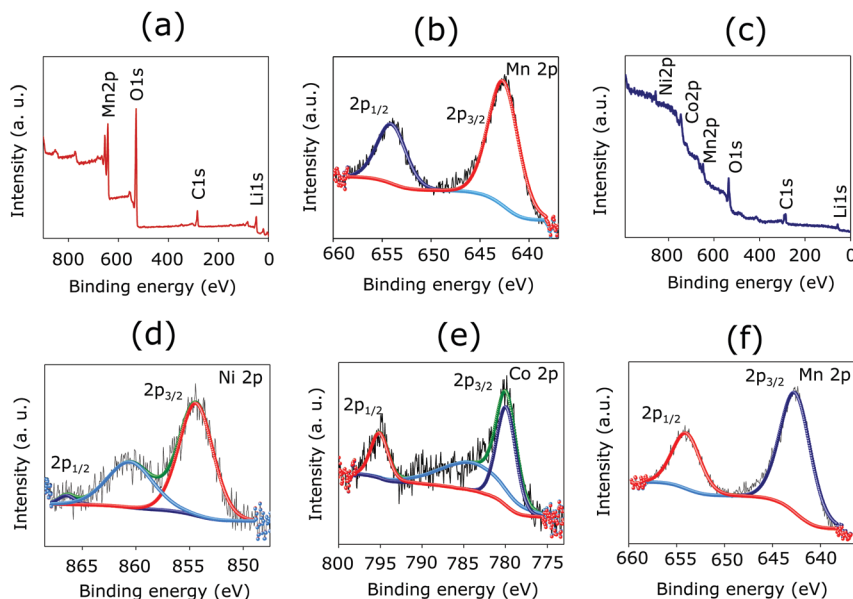 (a)
Intensity (a. u.)
Mn2p
O1s
C1s
Li1s
800 600 400 200 0
Binding energy (eV)
(b)
Intensity (a.u.)
Mn 2p
2p1/2
2p3/2
660 655 650 645 640
Binding energy (eV)
(c)
Intensity (a.u.)
Ni2p
Co2p
Mn2p
O1s
C1s
Li1s
800 600 400 200 0
Binding energy (eV)
(d)
Intensity (a. u.)
Ni 2p
2p3/2
2p1/2
865 860 855 850
Binding energy (eV)
(e)
Intensity (a. u.)
Co 2p
2p3/2
2p1/2
800 795 790 785 780 775
Binding energy (eV)
(f)
Intensity (a. u.)
2p3/2 Mn 2p
2p1/2
660 655 650 645 640
Binding energy (eV)